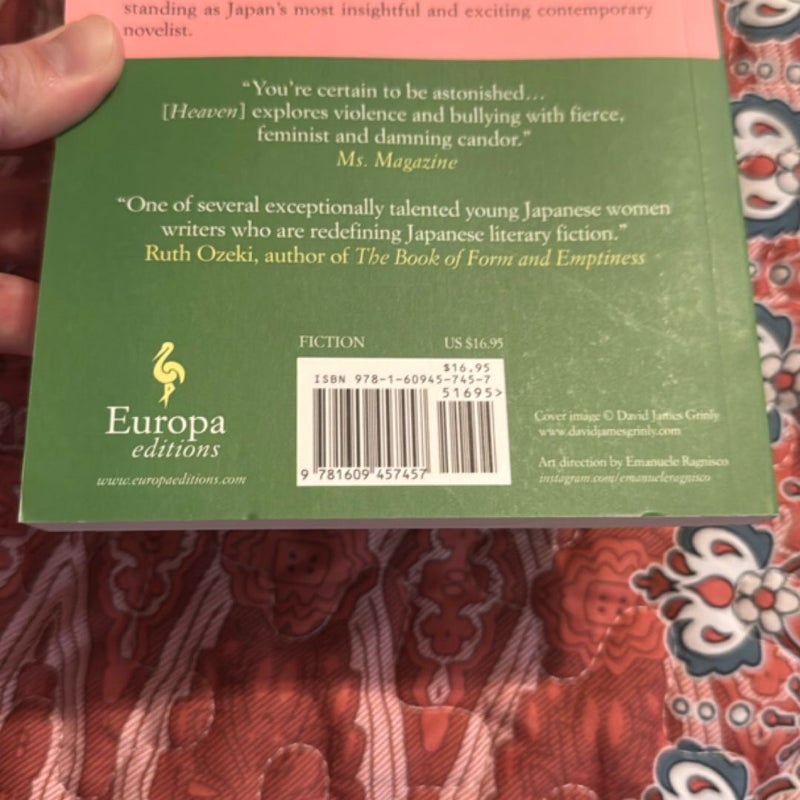 standing as Japan's most insightful and exciting contemporary
novelist.
"You're certain to be astonished…
[Heaven] explores violence and bullying with fierce,
feminist and damning candor."
Ms. Magazine
"One of several exceptionally talented young Japanese women
writers who are redefining Japanese literary fiction."
Ruth Ozeki, author of The Book of Form and Emptiness
FICTION US $16.95
$16.95
ISBN 978-1-60945-745-7
51695>
9 781609 457457
Europa
editions
www.europaeditions.com
Cover image © David James Grinly
www.davidjamesgrinly.com
Art direction by Emanuele Ragnisco
instagram.com/emanueleragnisco